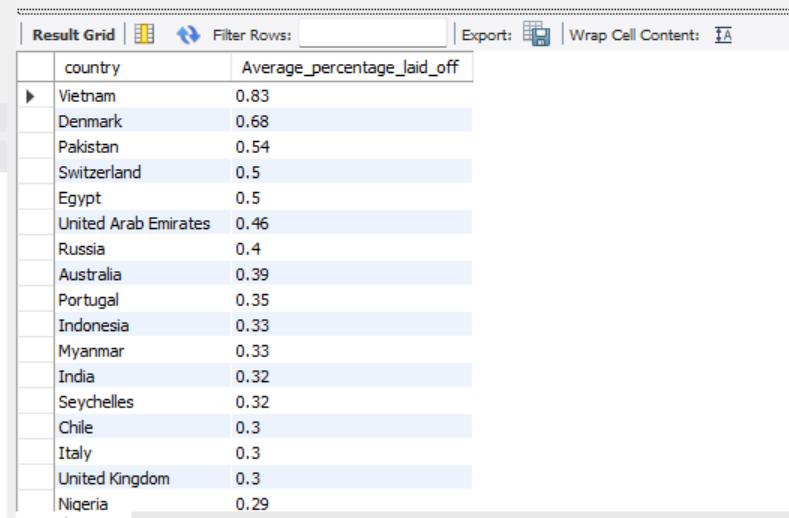 Result Grid Filter Rows: Export: Wrap Cell Content: IA
country Average_percentage_laid_off
Vietnam 0.83
Denmark 0.68
Pakistan 0.54
Switzerland 0.5
Egypt 0.5
United Arab Emirates 0.46
Russia 0.4
Australia 0.39
Portugal 0.35
Indonesia 0.33
Myanmar 0.33
India 0.32
Seychelles 0.32
Chile 0.3
Italy 0.3
United Kingdom 0.3
Nigeria 0.29